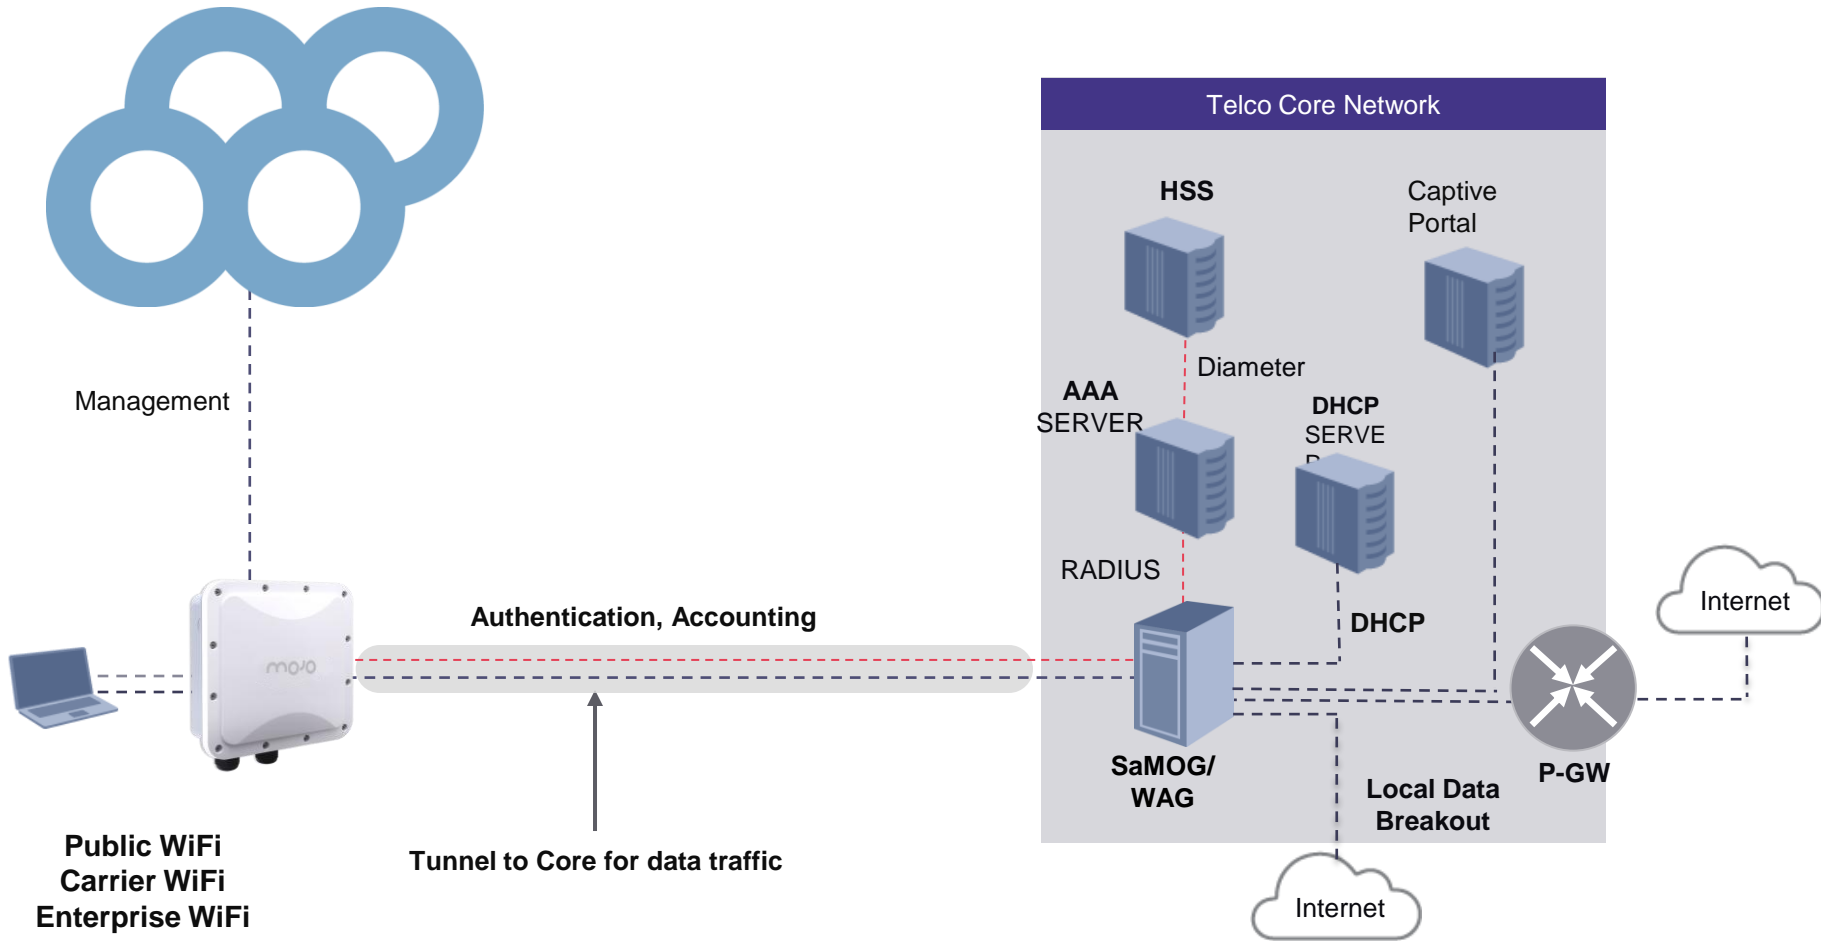 Telco Core Network
HSS
Captive
Portal
Diameter
Management
AAA
SERVER
DHCP
SERVE
RADIUS
Internet
Authentication, Accounting
DHCP
mojo
SaMOG/
WAG
P-GW
Local Data
Breakout
Public WiFi
Carrier WiFi
Enterprise WiFi
Tunnel to Core for data traffic
Internet